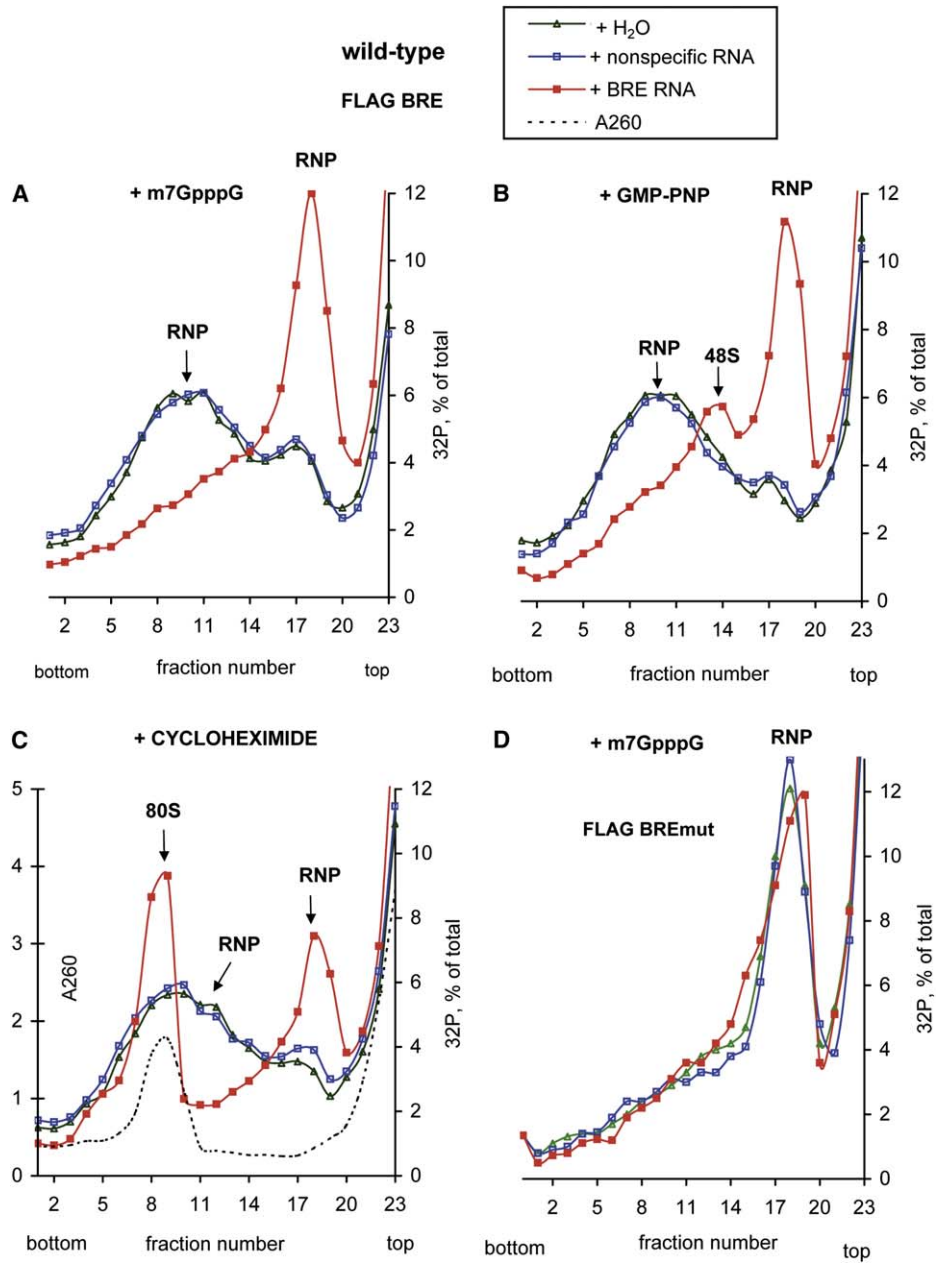 wild-type
FLAG BRE
+ H₂O
+ nonspecific RNA
+ BRE RNA
A260
A
+ m7GpppG
RNP
RNP
12
10
8
6
4
2
0
32P, % of total
2 5 8 11 14 17 20 23
bottom fraction number top
B
+ GMP-PNP
RNP
RNP
48S
12
10
8
6
4
2
0
32P, % of total
2 5 8 11 14 17 20 23
bottom fraction number top
C
+ CYCLOHEXIMIDE
5
4
3
2
1
0
A260
80S
RNP
RNP
12
10
8
6
4
2
0
32P, % of total
2 5 8 11 14 17 20 23
bottom fraction number top
D
+ m7GpppG
RNP
FLAG BREmut
12
10
8
6
4
2
0
32P, % of total
2 5 8 11 14 17 20 23
bottom fraction number top